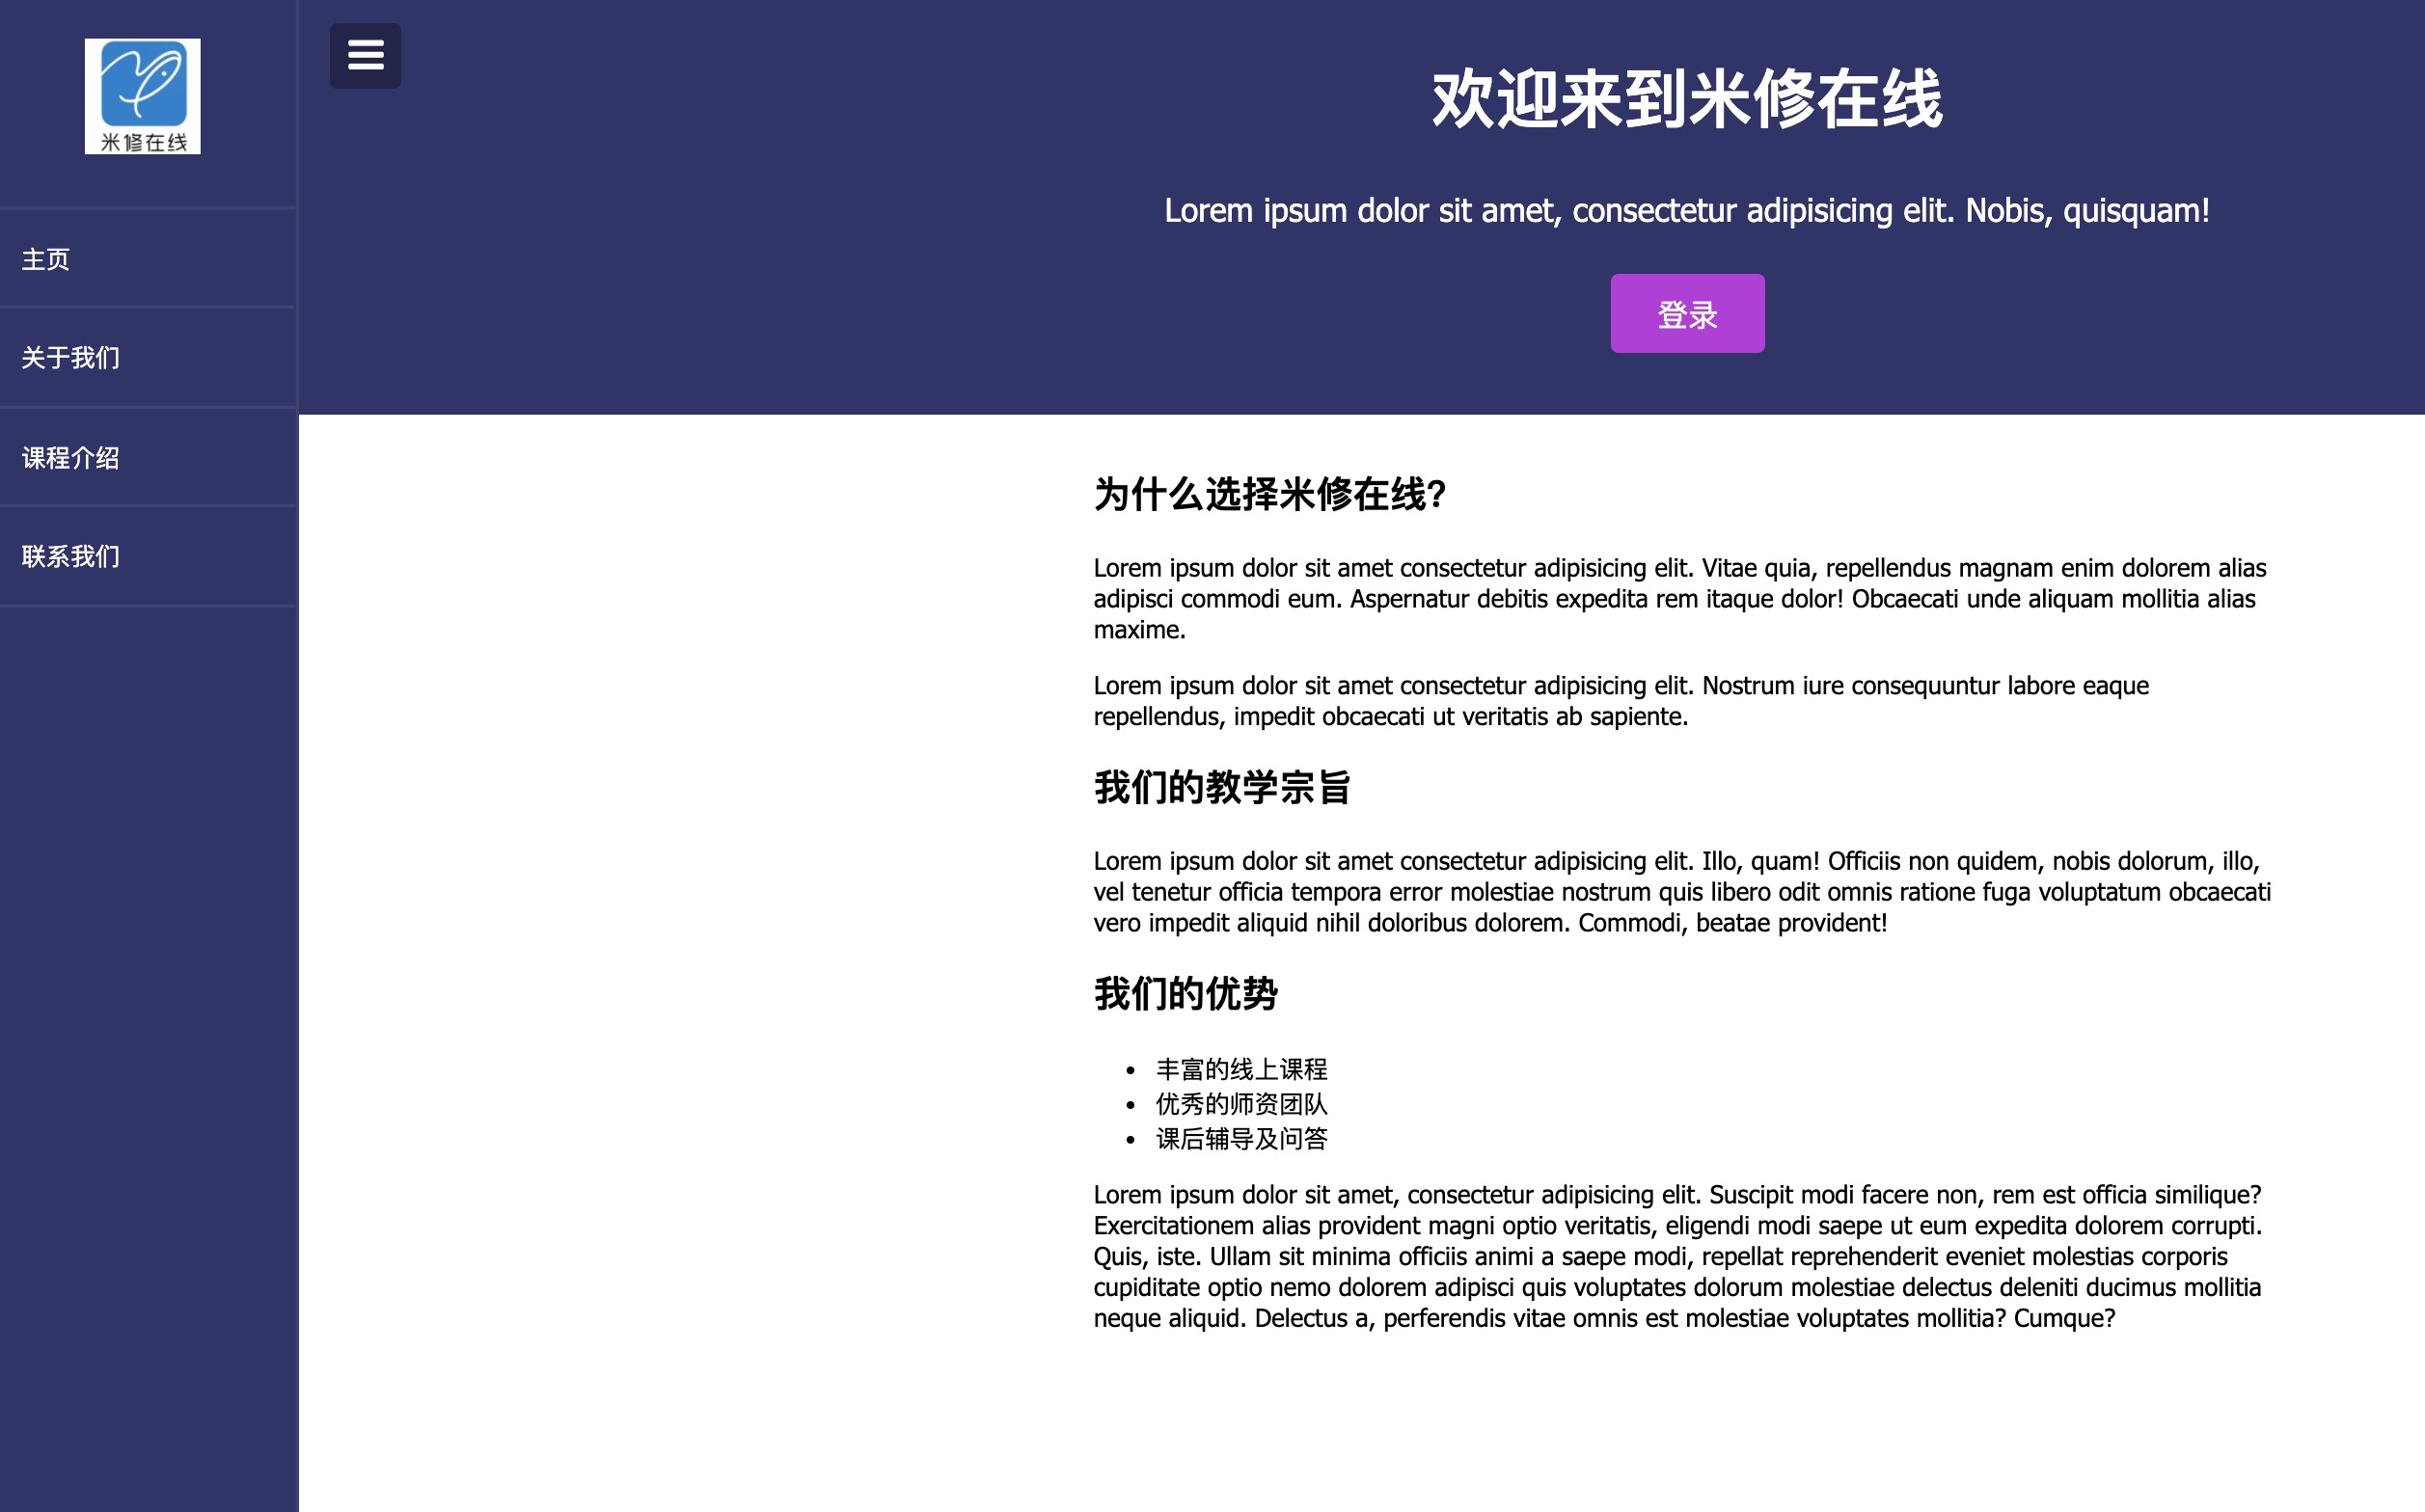 米修在线
主页
关于我们
课程介绍
联系我们
欢迎来到米修在线
Lorem ipsum dolor sit amet, consectetur adipisicing elit. Nobis, quisquam!
登录
为什么选择米修在线?
Lorem ipsum dolor sit amet consectetur adipisicing elit. Vitae quia, repellendus magnam enim dolorem alias
adipisci commodi eum. Aspernatur debitis expedita rem itaque dolor! Obcaecati unde aliquam mollitia alias
maxime.
Lorem ipsum dolor sit amet consectetur adipisicing elit. Nostrum iure consequuntur labore eaque
repellendus, impedit obcaecati ut veritatis ab sapiente.
我们的教学宗旨
Lorem ipsum dolor sit amet consectetur adipisicing elit. Illo, quam! Officiis non quidem, nobis dolorum, illo,
vel tenetur officia tempora error molestiae nostrum quis libero odit omnis ratione fuga voluptatum obcaecati
vero impedit aliquid nihil doloribus dolorem. Commodi, beatae provident!
我们的优势
• 丰富的线上课程
• 优秀的师资团队
• 课后辅导及问答
Lorem ipsum dolor sit amet, consectetur adipisicing elit. Suscipit modi facere non, rem est officia similique?
Exercitationem alias provident magni optio veritatis, eligendi modi saepe ut eum expedita dolorem corrupti.
Quis, iste. Ullam sit minima officiis animi a saepe modi, repellat reprehenderit eveniet molestias corporis
cupiditate optio nemo dolorem adipisci quis voluptates dolorum molestiae delectus deleniti ducimus mollitia
neque aliquid. Delectus a, perferendis vitae omnis est molestiae voluptates mollitia? Cumque?